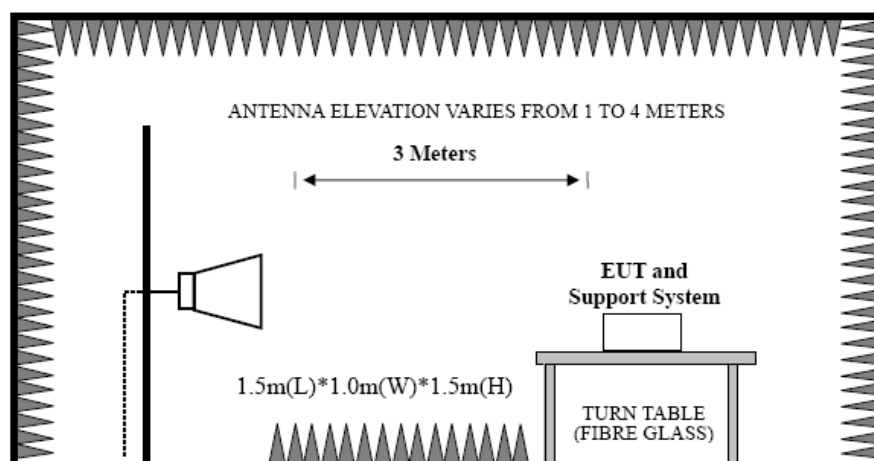 ANTENNA ELEVATION VARIES FROM 1 TO 4 METERS
3 Meters
EUT and
Support System
1.5m(L)*1.0m(W)*1.5m(H)
TURN TABLE
(FIBRE GLASS)